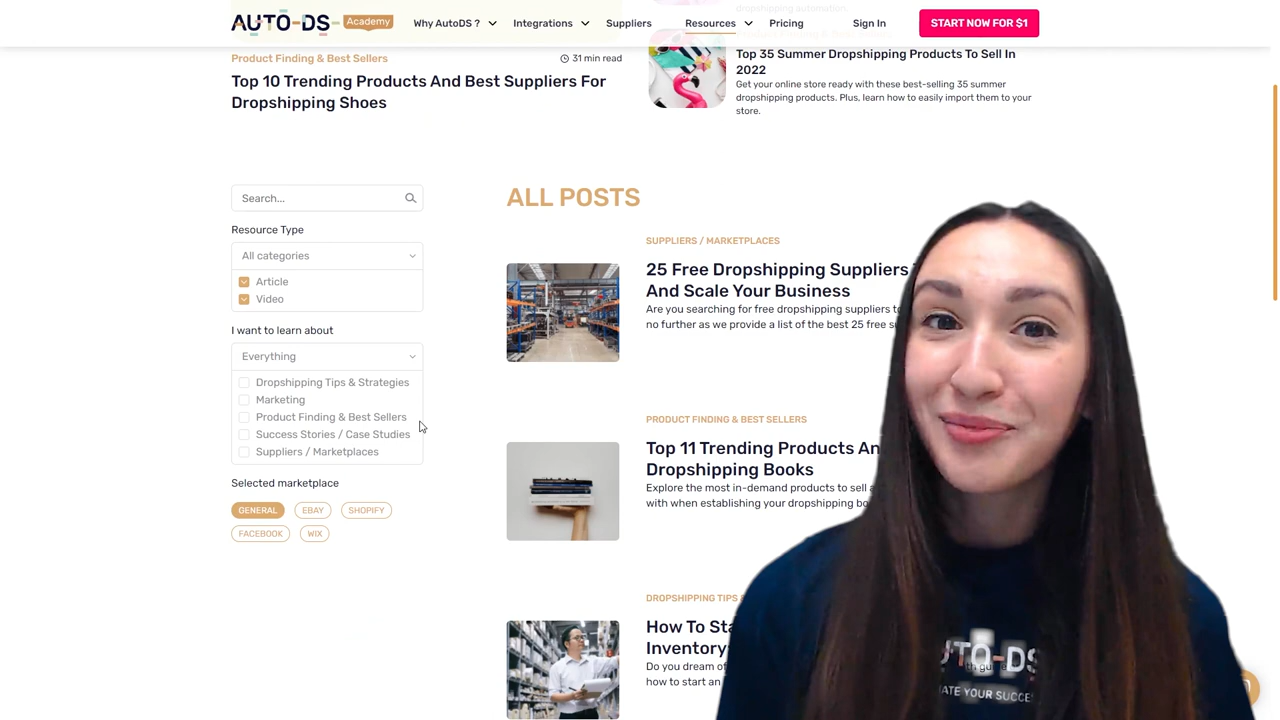 AUTO-DS
Academy
Why AutoDS ?
Integrations
Suppliers
Resources
Pricing
Sign In
START NOW FOR $1
dropshipping automation.
Product Finding & Best Sellers
31 min read
Top 10 Trending Products And Best Suppliers For
Dropshipping Shoes
Top 35 Summer Dropshipping Products To Sell In
2022
Get your online store ready with these best-selling 35 summer
dropshipping products. Plus, learn how to easily import them to your
store.
Search...
Resource Type
All categories
Article
Video
I want to learn about
Everything
Dropshipping Tips & Strategies
Marketing
Product Finding & Best Sellers
Success Stories / Case Studies
Suppliers / Marketplaces
Selected marketplace
GENERAL
EBAY
SHOPIFY
FACEBOOK
WIX
ALL POSTS
SUPPLIERS / MARKETPLACES
25 Free Dropshipping Suppliers
And Scale Your Business
Are you searching for free dropshipping suppliers
no further as we provide a list of the best 25 free
PRODUCT FINDING & BEST SELLERS
Top 11 Trending Products
Dropshipping Books
Explore the most in-demand products to sell
with when establishing your dropshipping
DROPSHIPPING TIPS
How To
Inventory
Do you dream of
how to start an
AUTO-DS
ATE YOUR SUCCE